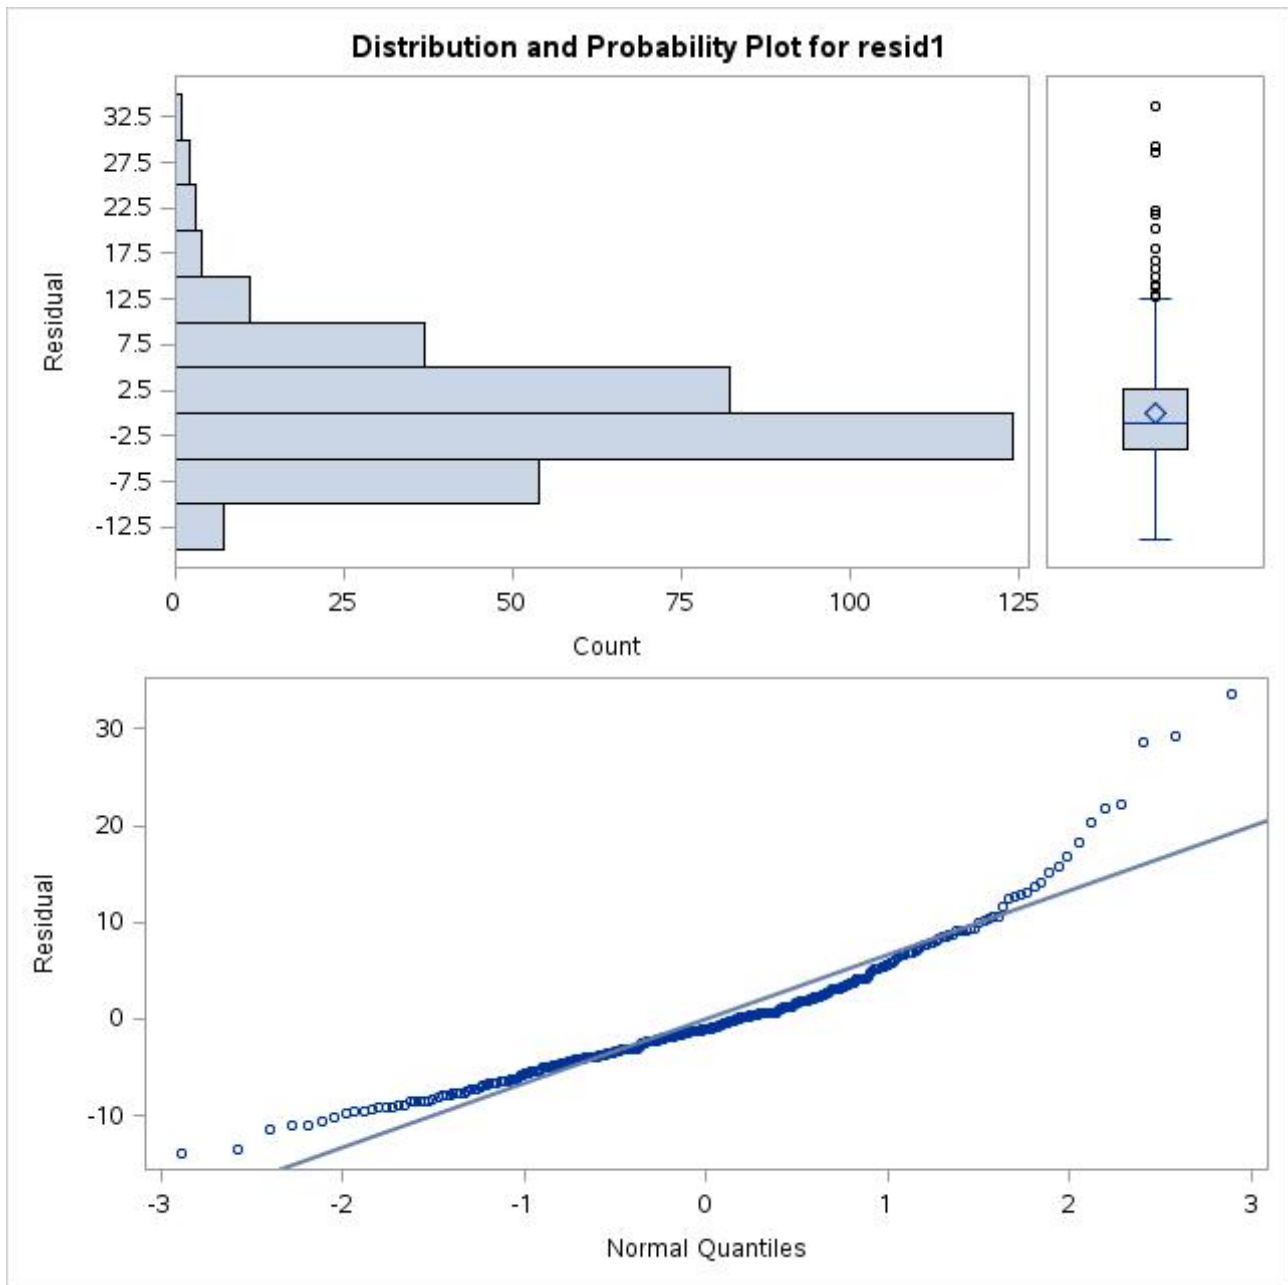 Distribution and Probability Plot for resid1
32.5
27.5
22.5
17.5
12.5
7.5
2.5
-2.5
-7.5
-12.5
Residual
0 25 50 75 100 125
Count
30
20
10
0
-10
Residual
-3 -2 -1 0 1 2 3
Normal Quantiles